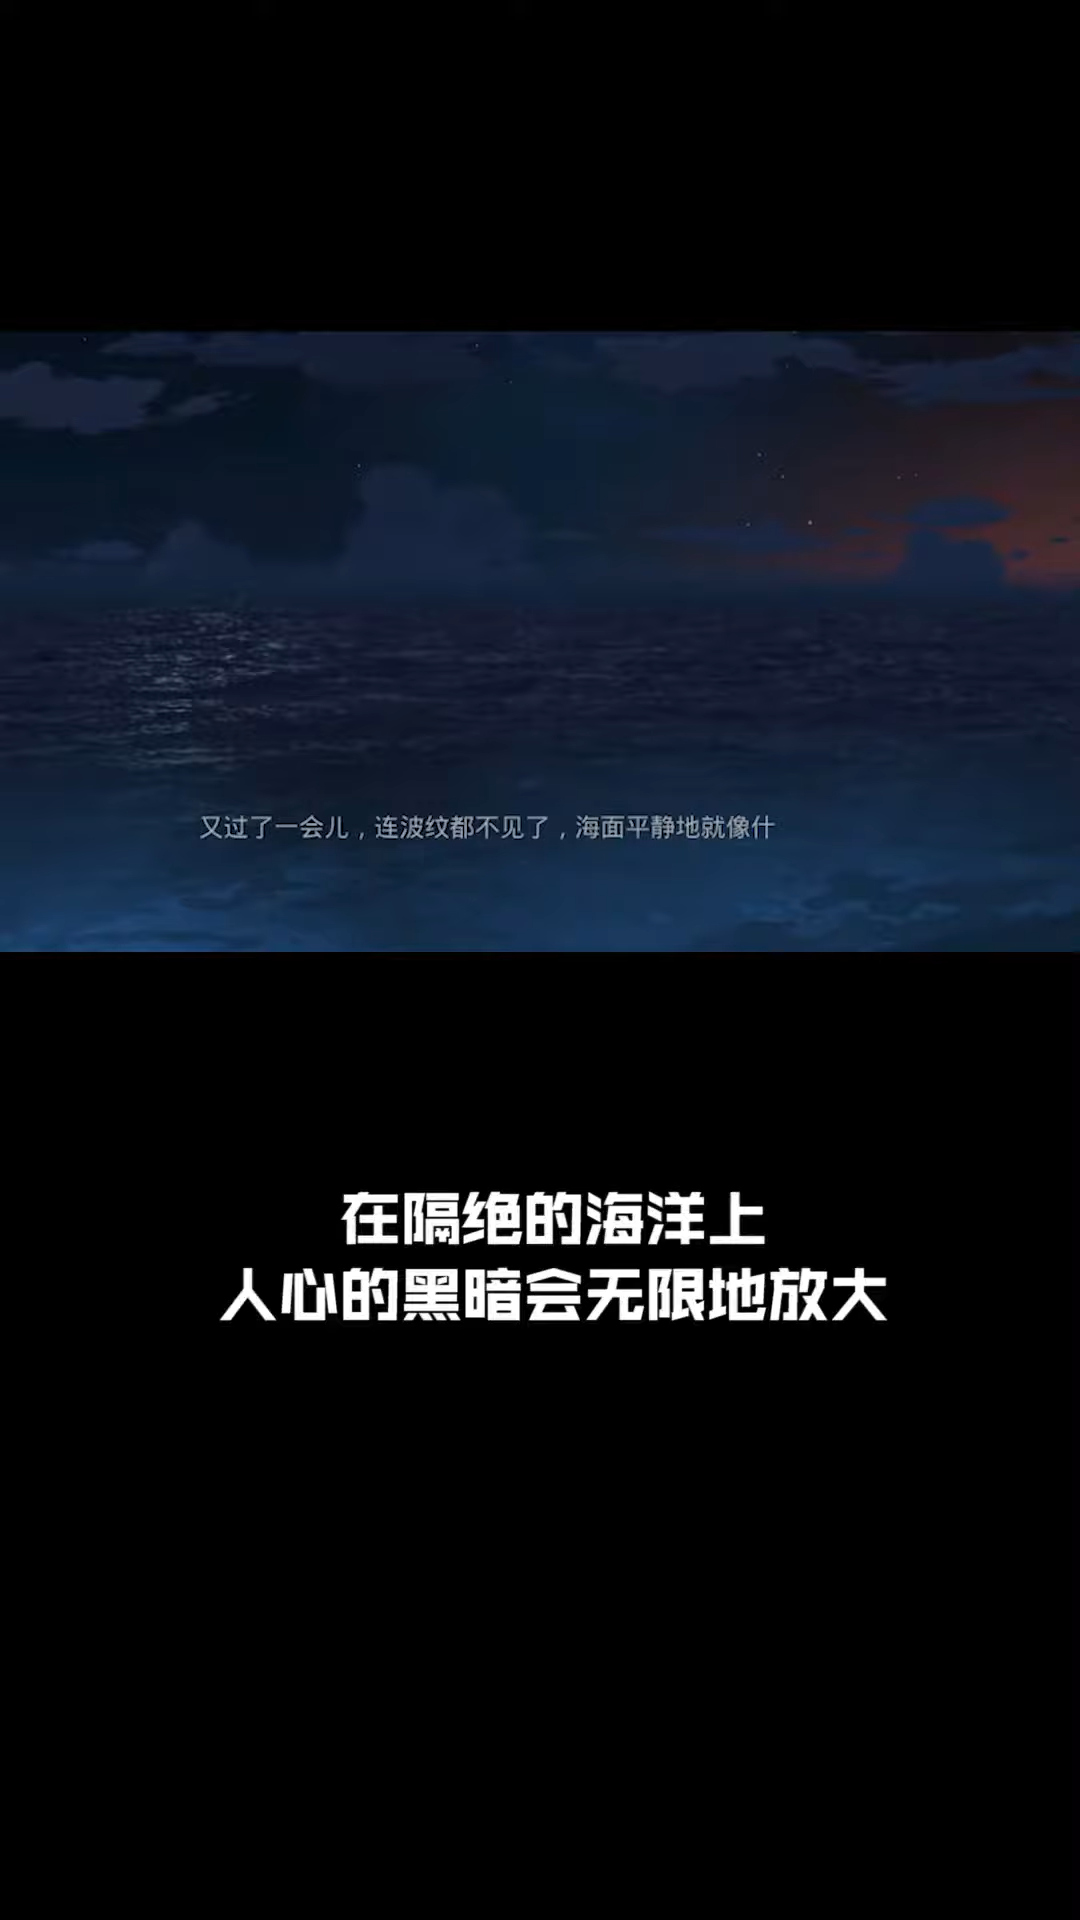 又过了一会儿，连波纹都不见了，海面平静地就像什
在隔绝的海洋上
人心的黑暗会无限地放大